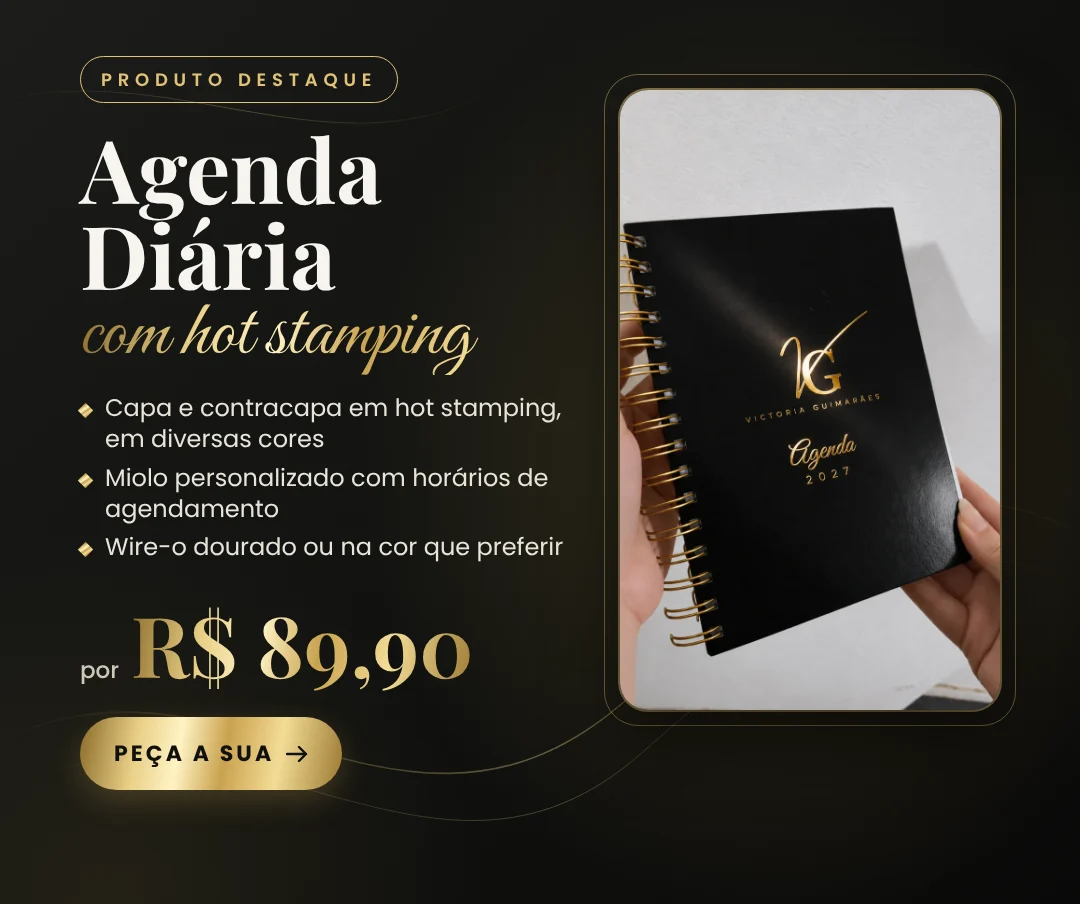 PRODUTO DESTAQUE
Agenda
Diária
com hot stamping
Capa e contracapa em hot stamping,
em diversas cores
Miolo personalizado com horários de
agendamento
Wire-o dourado ou na cor que preferir
por R$ 89,90
PEÇA A SUA →
VG
VICTORIA GUIMARÃES
Agenda
2027